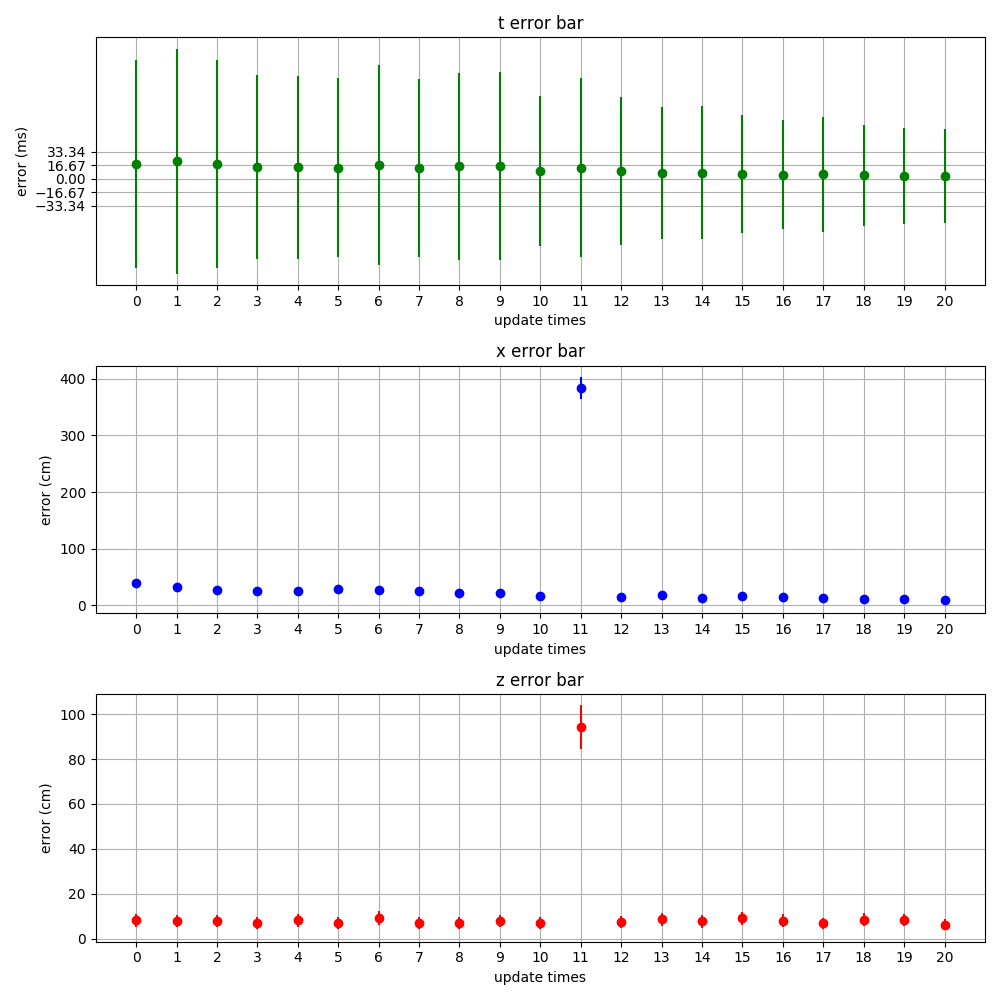 t error bar
error (ms)
33.34
16.67
0.00
−16.67
−33.34
0 1 2 3 4 5 6 7 8 9 10 11 12 13 14 15 16 17 18 19 20
update times
x error bar
error (cm)
400
300
200
100
0
0 1 2 3 4 5 6 7 8 9 10 11 12 13 14 15 16 17 18 19 20
update times
z error bar
error (cm)
100
80
60
40
20
0
0 1 2 3 4 5 6 7 8 9 10 11 12 13 14 15 16 17 18 19 20
update times